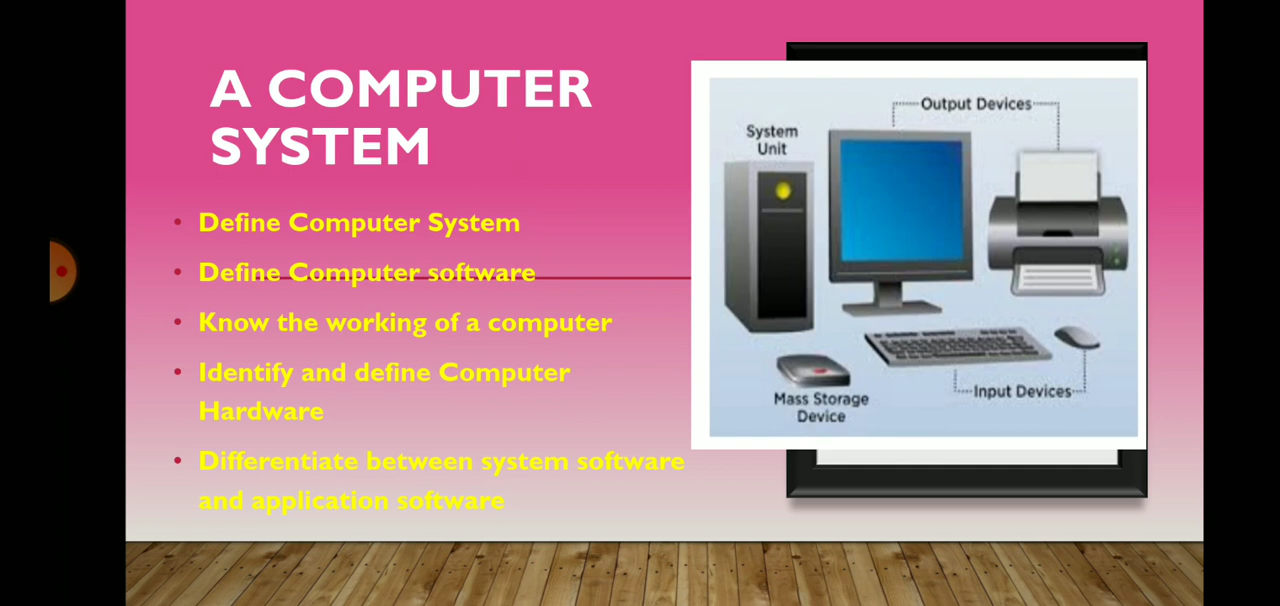 A COMPUTER
SYSTEM
• Define Computer System
• Define Computer software
• Know the working of a computer
• Identify and define Computer
Hardware
• Differentiate between system software
and application software
Output Devices
System
Unit
Mass Storage
Device
Input Devices